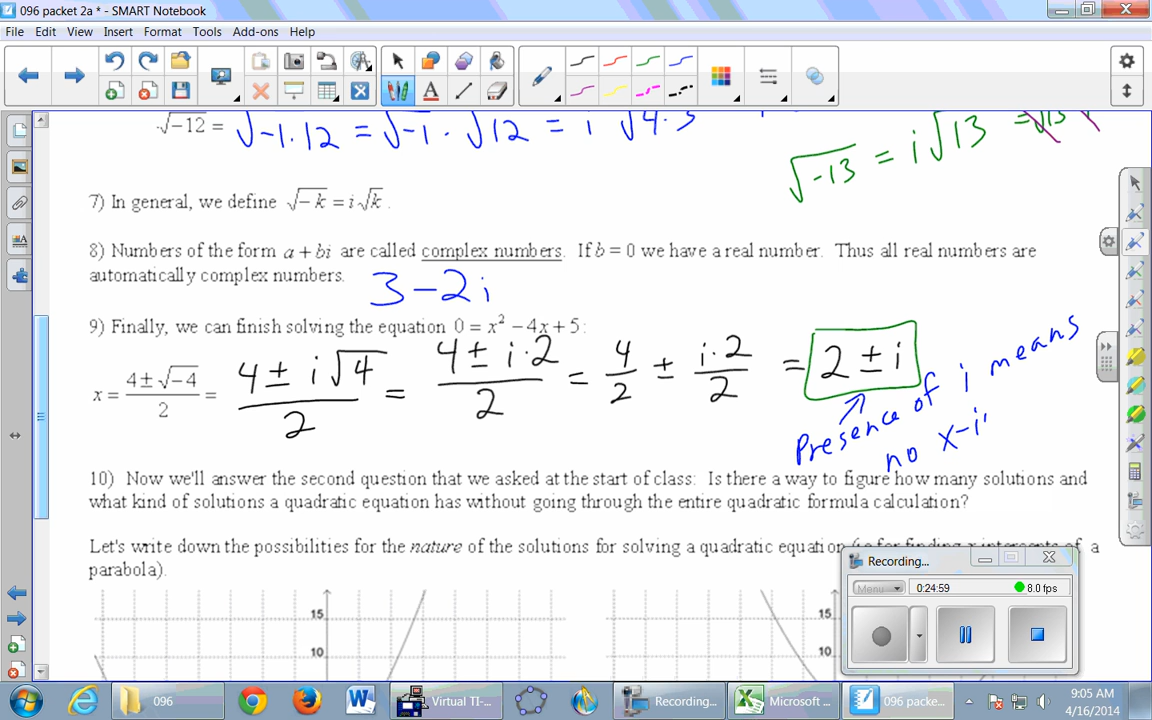 096 packet 2a * - SMART Notebook
File Edit View Insert Format Tools Add-ons Help
√-12 = √-1·12 = √-1 · √12 = i √4·3
√-13 = i√13 = √13
7) In general, we define √-k = i√k.
8) Numbers of the form a + bi are called complex numbers. If b = 0 we have a real number. Thus all real numbers are
automatically complex numbers.
3 - 2i
9) Finally, we can finish solving the equation 0 = x² - 4x + 5:
x = (4 ± √-4)/2 = (4 ± i√4)/2 = (4 ± i·2)/2 = 4/2 ± i·2/2 = 2 ± i
Presence of i means
no x-i
10) Now we'll answer the second question that we asked at the start of class: Is there a way to figure how many solutions and
what kind of solutions a quadratic equation has without going through the entire quadratic formula calculation?
Let's write down the possibilities for the nature of the solutions for solving a quadratic equation
a
parabola).
15
10
15
10
Recording...
Menu
0:24:59
8.0 fps
096
Virtual TI-...
Recording...
Microsoft ...
096 packe...
9:05 AM
4/16/2014